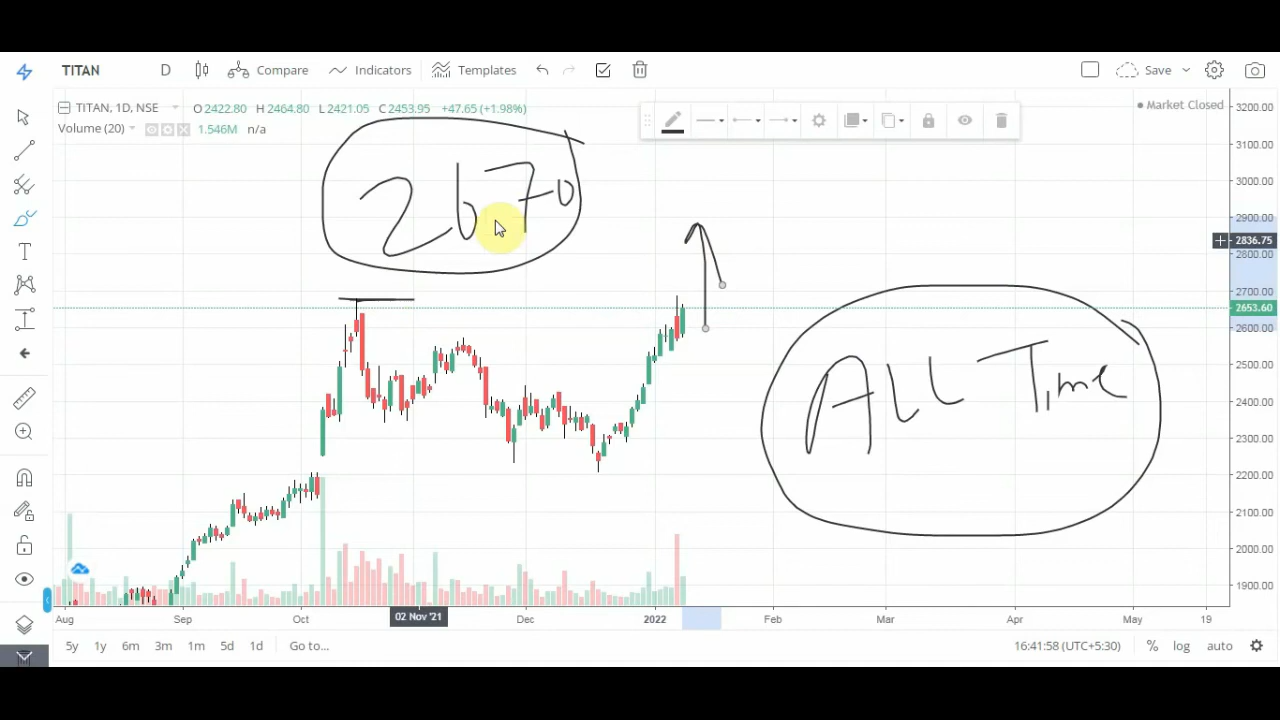 TITAN D Compare Indicators Templates Save
TITAN, 1D, NSE O2422.80 H2464.80 L2421.05 C2453.95 +47.65 (+1.98%)
Market Closed
Volume (20) 1.546M n/a
2670
ALL Time
3200.00
3100.00
3000.00
2900.00
2836.75
2800.00
2700.00
2653.60
2600.00
2500.00
2400.00
2300.00
2200.00
2100.00
2000.00
1900.00
Aug Sep Oct 02 Nov '21 Dec 2022 Feb Mar Apr May 19
5y 1y 6m 3m 1m 5d 1d Go to... 16:41:58 (UTC+5:30) % log auto